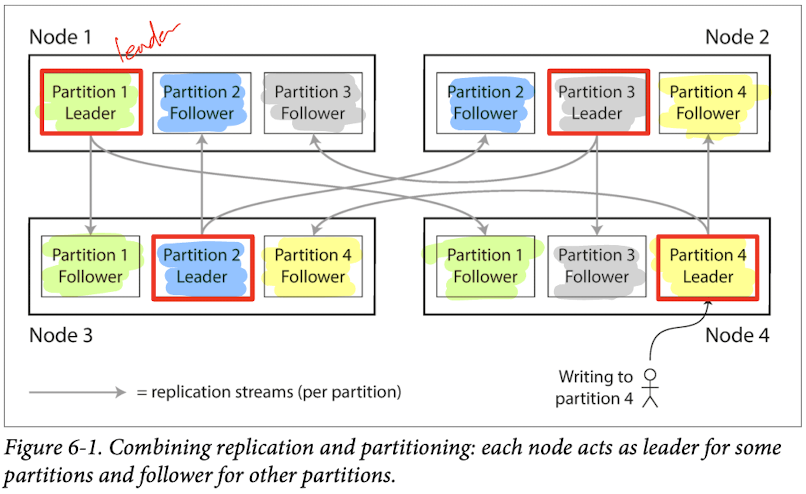 Node 1
leader
Node 2
Partition 1
Leader
Partition 2
Follower
Partition 3
Follower
Partition 2
Follower
Partition 3
Leader
Partition 4
Follower
Partition 1
Follower
Partition 2
Leader
Partition 4
Follower
Partition 1
Follower
Partition 3
Follower
Partition 4
Leader
Node 3
Node 4
= replication streams (per partition)
Writing to
partition 4
Figure 6-1. Combining replication and partitioning: each node acts as leader for some
partitions and follower for other partitions.